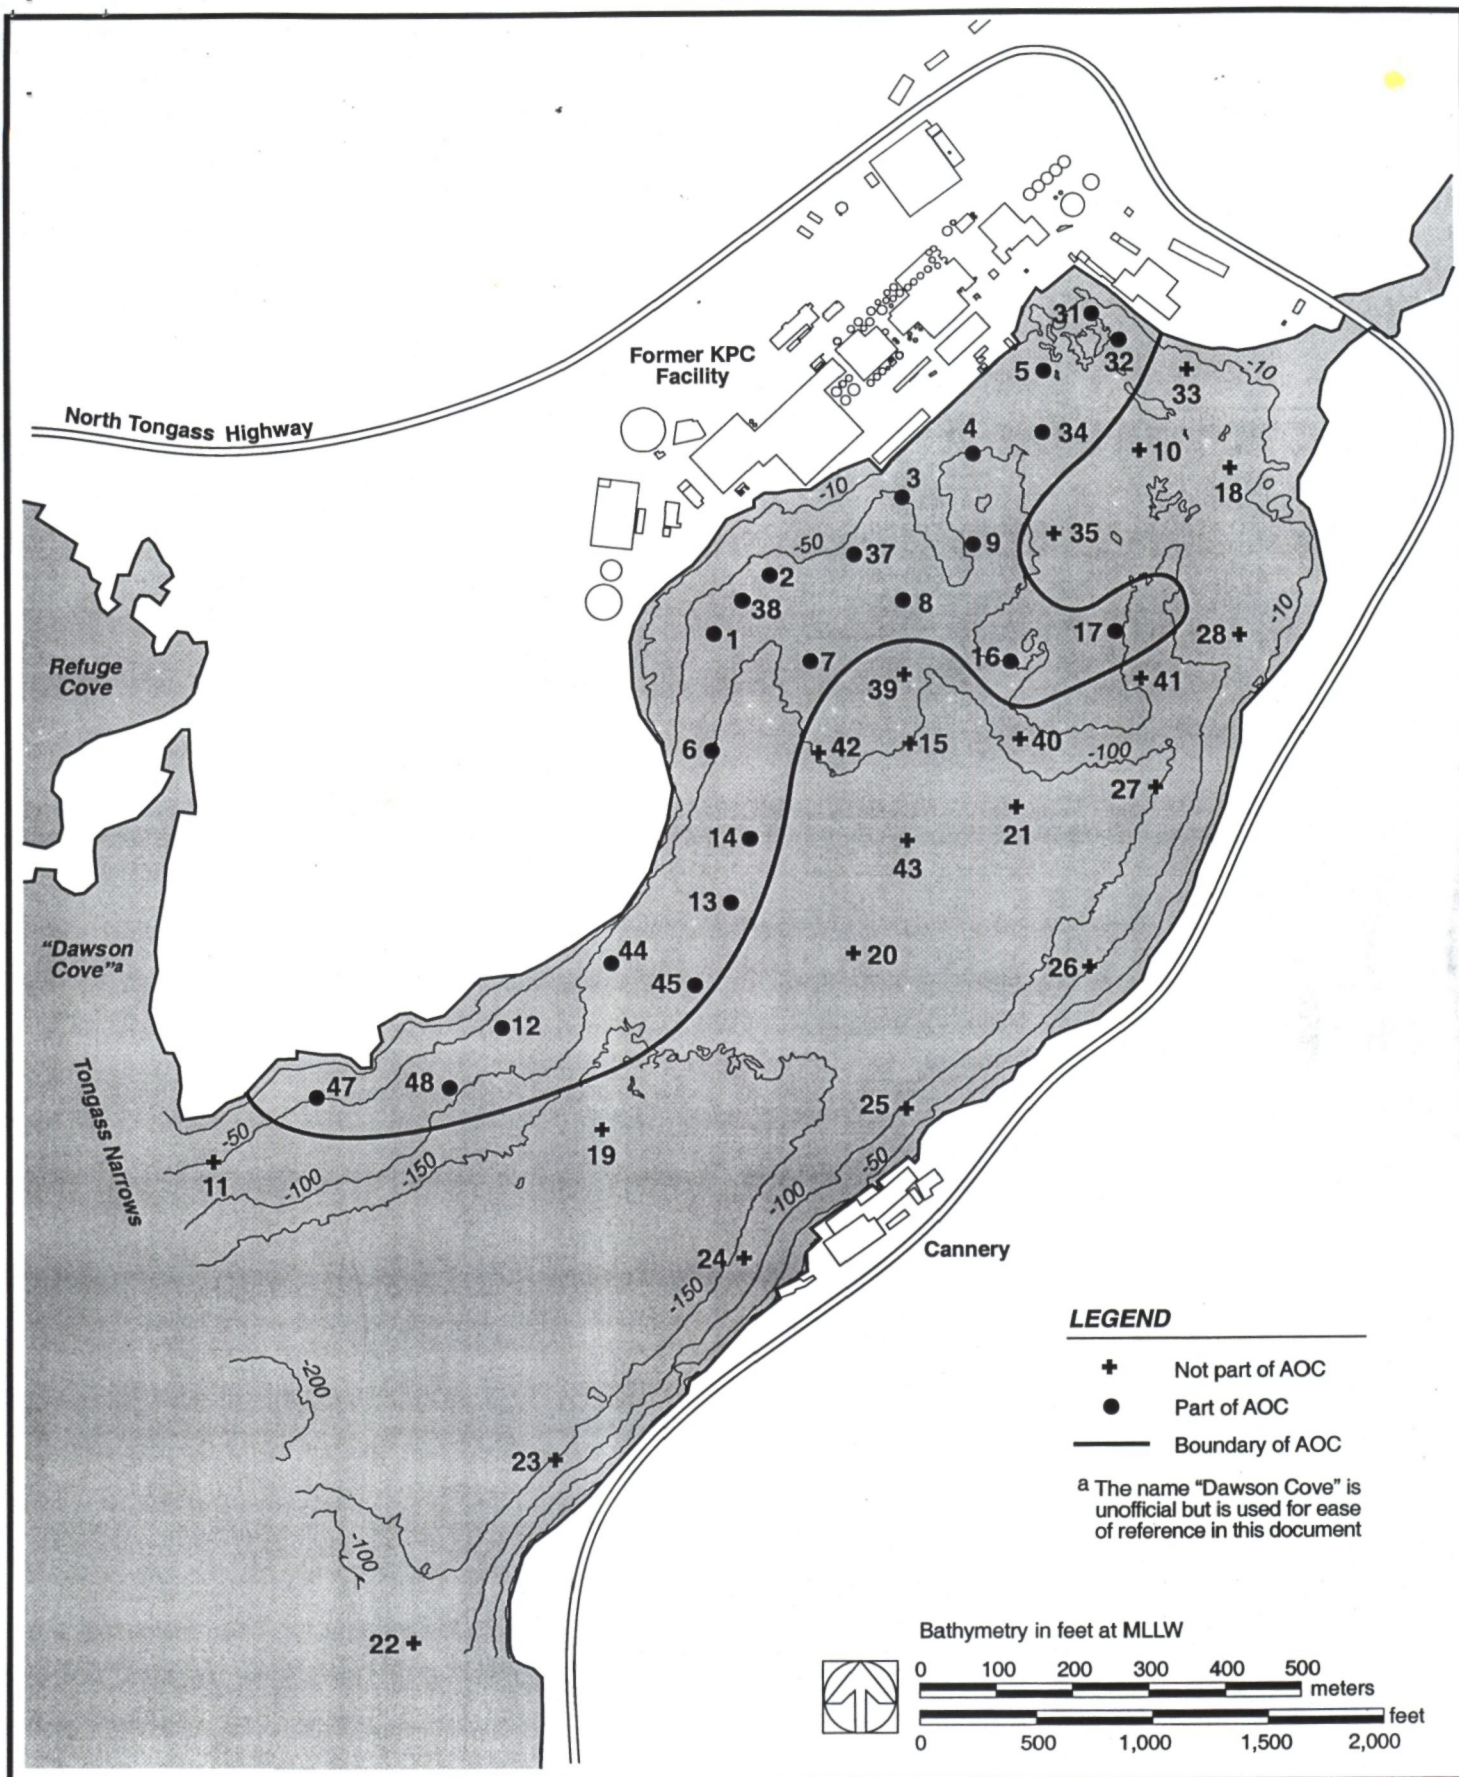 31
32
33
5
-10
Former KPC
Facility
North Tongass Highway
4
34
10
18
3
-10
35
-50
37
9
2
38
8
-10
1
17
28
7
16
Refuge
Cove
39
41
6
42
15
40
-100
27
21
14
43
13
"Dawson
Cove"a
44
20
26
45
12
Tongass Narrows
47
48
25
-50
19
11
-100
-150
-50
-100
24
Cannery
-150
LEGEND
Not part of AOC
Part of AOC
Boundary of AOC
a The name "Dawson Cove" is
unofficial but is used for ease
of reference in this document
-200
23
-100
22
Bathymetry in feet at MLLW
0 100 200 300 400 500
meters
feet
0 500 1,000 1,500 2,000